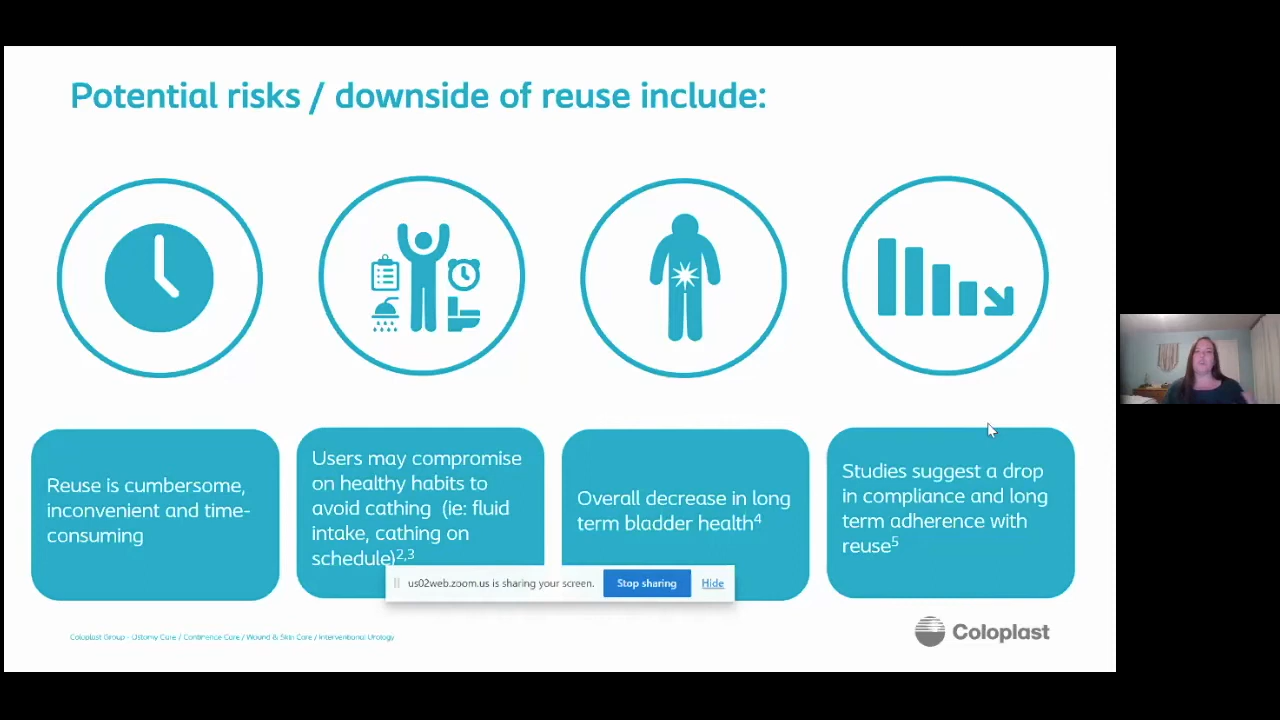 Potential risks / downside of reuse include:
Reuse is cumbersome,
inconvenient and time-
consuming
Users may compromise
on healthy habits to
avoid cathing (ie: fluid
intake, cathing on
schedule)2,3
Overall decrease in long
term bladder health4
Studies suggest a drop
in compliance and long
term adherence with
reuse5
us02web.zoom.us is sharing your screen.
Stop sharing
Hide
Coloplast Group - Ostomy Care / Continence Care / Wound & Skin Care / Interventional Urology
Coloplast